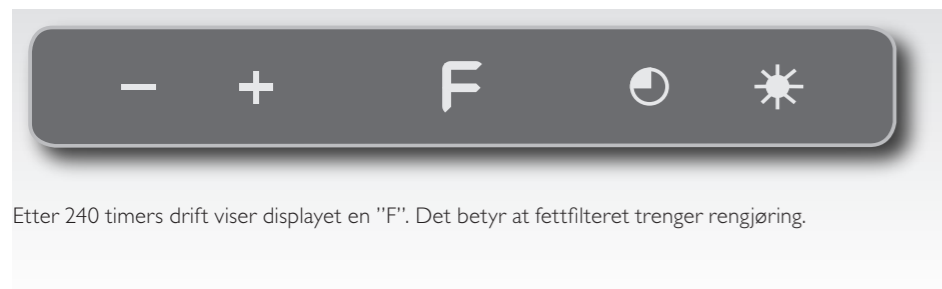 − + F
Etter 240 timers drift viser displayet en ”F”. Det betyr at fettfilteret trenger rengjøring.